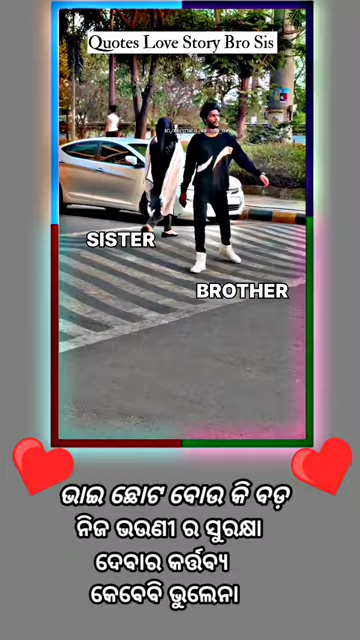 Quotes Love Story Bro Sis
SISTER
BROTHER
ଭାଇ ଛୋଟ ବୋଉ କି ବଡ଼
ନିଜ ଭଉଣୀ ର ସୁରକ୍ଷା
ଦେବାର କର୍ତ୍ତବ୍ୟ
କେବେବି ଭୁଲେନା